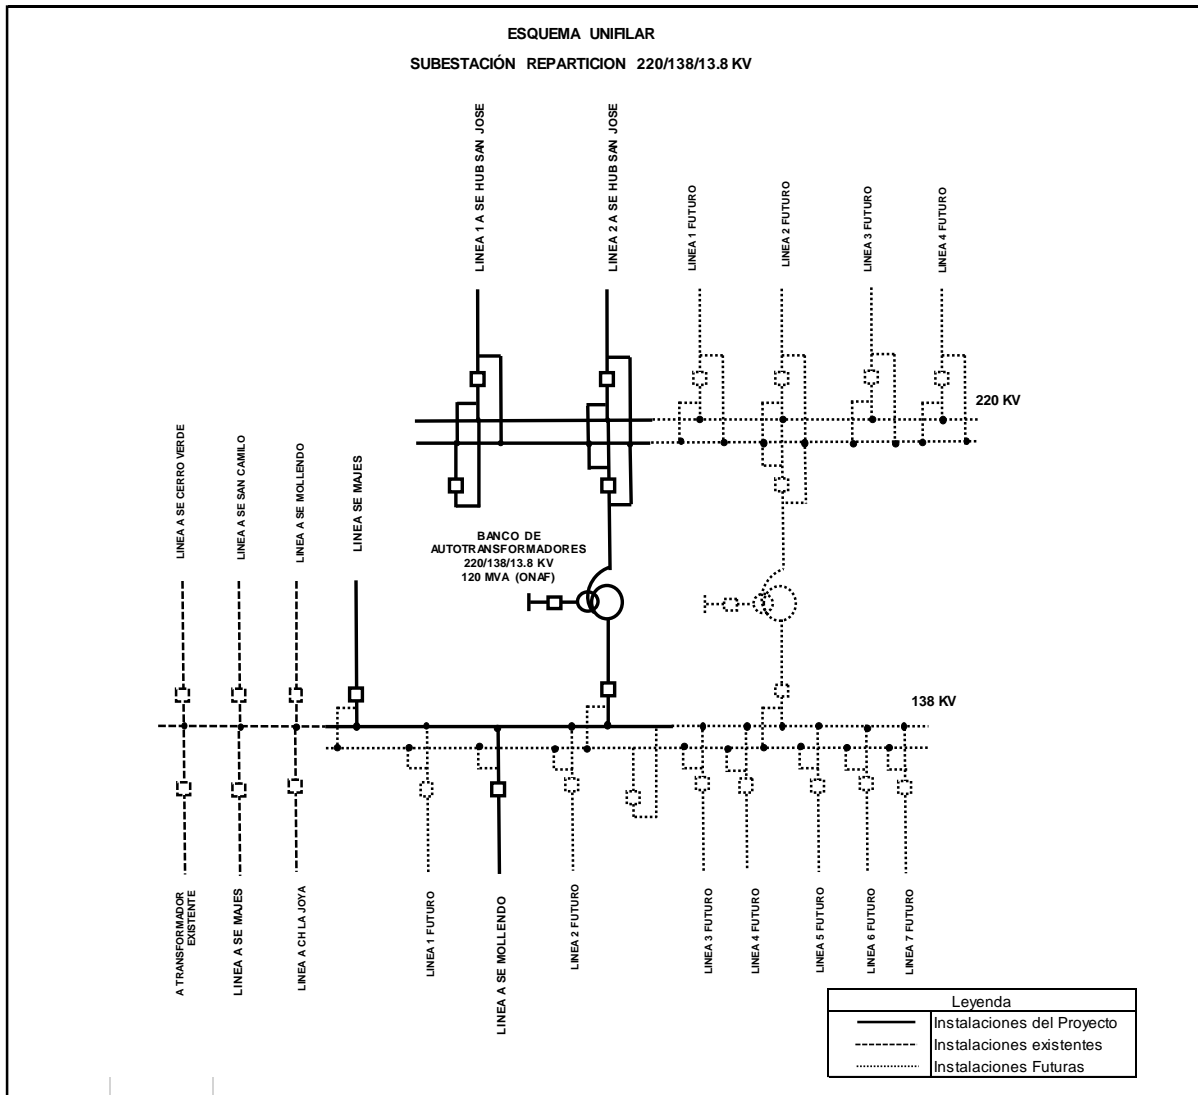 ESQUEMA UNIFILAR
SUBESTACIÓN REPARTICION 220/138/13.8 KV
LINEA 1 A SE HUB SAN JOSE
LINEA 2 A SE HUB SAN JOSE
LINEA 1 FUTURO
LINEA 2 FUTURO
LINEA 3 FUTURO
LINEA 4 FUTURO
220 KV
LINEA A SE CERRO VERDE
LINEA A SE SAN CAMILO
LINEA A SE MOLLENDO
LINEA SE MAJES
BANCO DE
AUTOTRANSFORMADORES
220/138/13.8 KV
120 MVA (ONAF)
138 KV
A TRANSFORMADOR
EXISTENTE
LINEA A SE MAJES
LINEA A CH LA JOYA
LINEA 1 FUTURO
LINEA A SE MOLLENDO
LINEA 2 FUTURO
LINEA 3 FUTURO
LINEA 4 FUTURO
LINEA 5 FUTURO
LINEA 6 FUTURO
LINEA 7 FUTURO
Leyenda
Instalaciones del Proyecto
Instalaciones existentes
Instalaciones Futuras